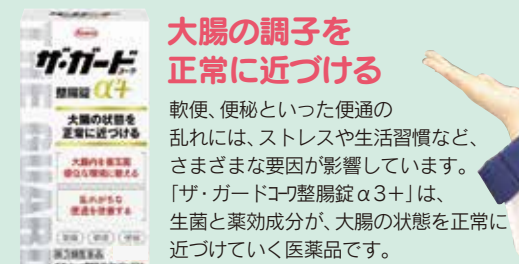 Kowa
ザ・ガード
コーワ
整腸錠 α3+
大腸の状態を
正常に近づける
大腸の調子を
正常に近づける
軟便、便秘といった便通の
乱れには、ストレスや生活習慣など、
さまざまな要因が影響しています。
「ザ・ガードコーワ整腸錠α3+」は、
生菌と薬効成分が、大腸の状態を正常に
近づけていく医薬品です。